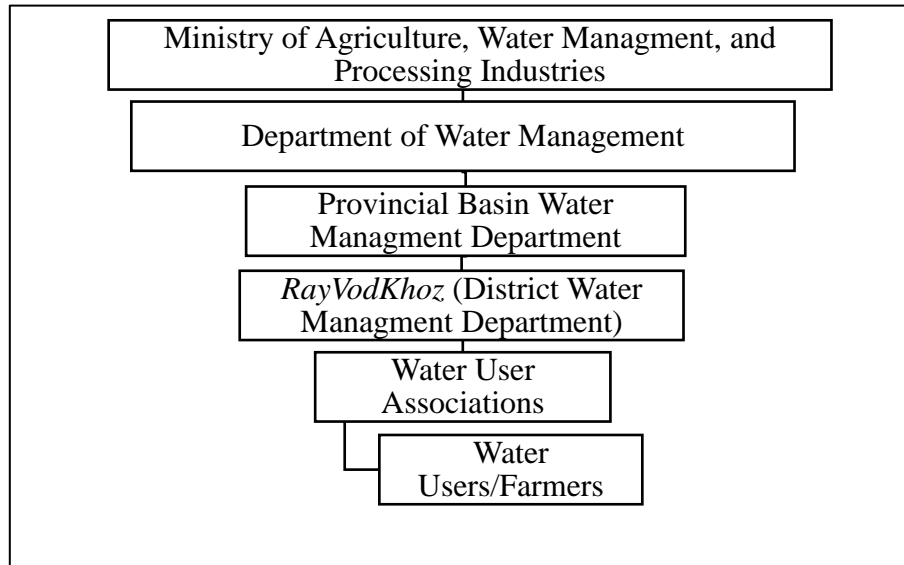 Ministry of Agriculture, Water Managment, and
Processing Industries
Department of Water Management
Provincial Basin Water
Managment Department
RayVodKhoz (District Water
Managment Department)
Water User
Associations
Water
Users/Farmers